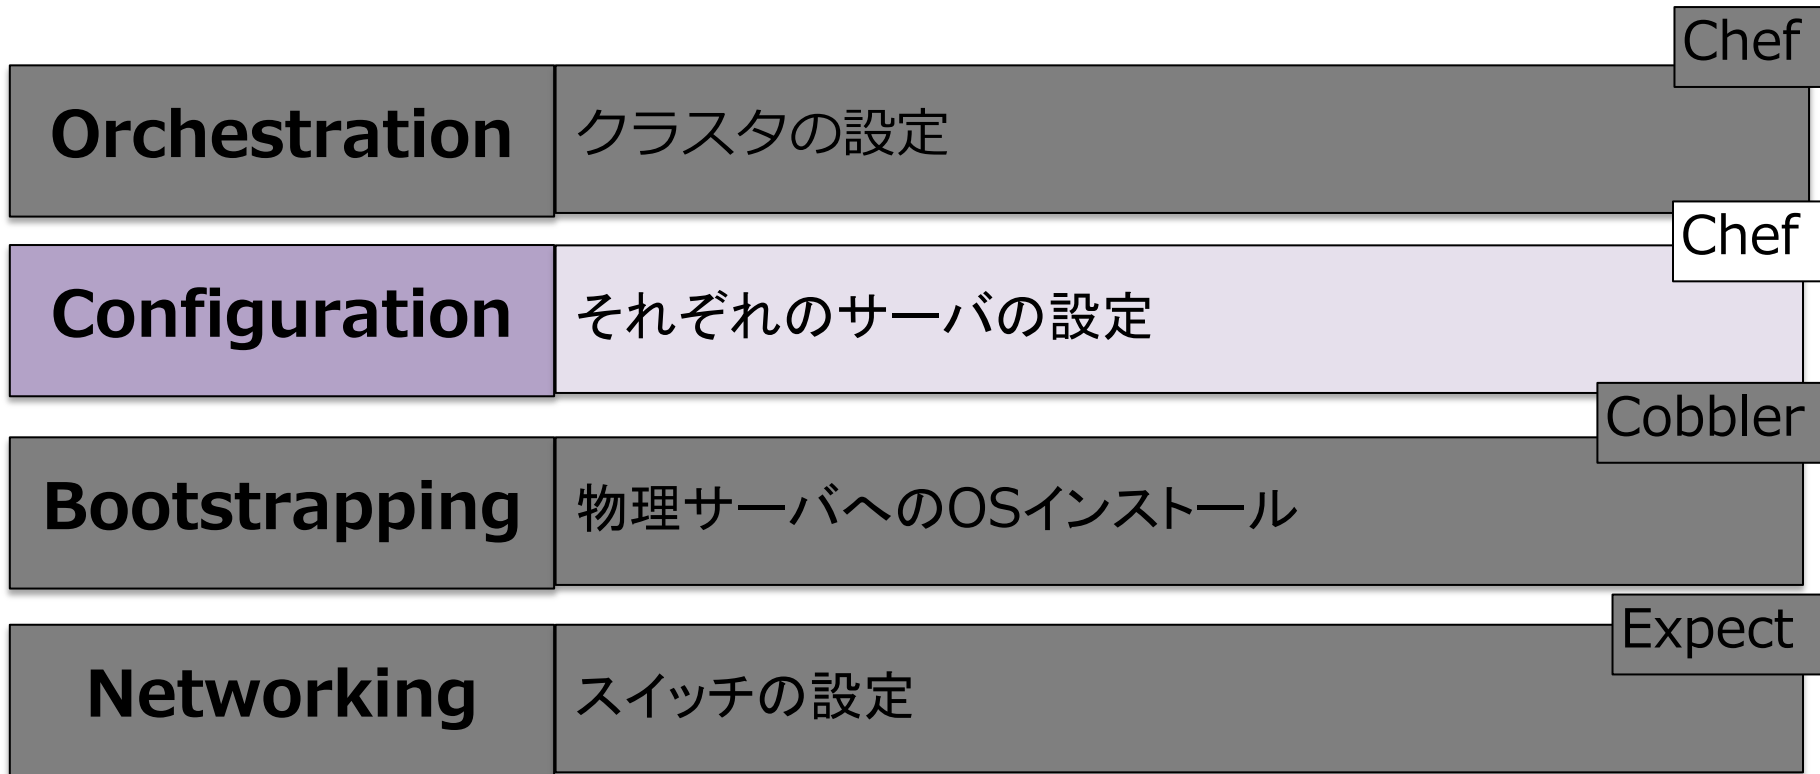 Chef
Orchestration
クラスタの設定
Chef
Configuration
それぞれのサーバの設定
Cobbler
Bootstrapping
物理サーバへのOSインストール
Expect
Networking
スイッチの設定